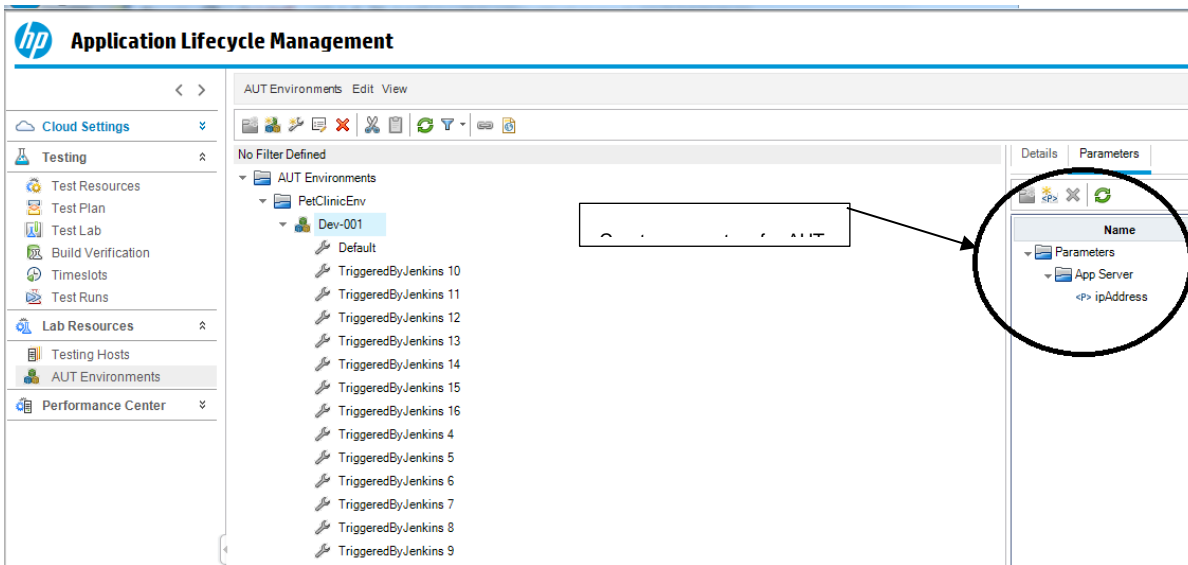 hp Application Lifecycle Management
AUT Environments Edit View
Cloud Settings
Testing
Test Resources
Test Plan
Test Lab
Build Verification
Timeslots
Test Runs
Lab Resources
Testing Hosts
AUT Environments
Performance Center
No Filter Defined
AUT Environments
PetClinicEnv
Dev-001
Default
TriggeredByJenkins 10
TriggeredByJenkins 11
TriggeredByJenkins 12
TriggeredByJenkins 13
TriggeredByJenkins 14
TriggeredByJenkins 15
TriggeredByJenkins 16
TriggeredByJenkins 4
TriggeredByJenkins 5
TriggeredByJenkins 6
TriggeredByJenkins 7
TriggeredByJenkins 8
TriggeredByJenkins 9
Details Parameters
<P>
Name
Parameters
App Server
<P> ipAddress